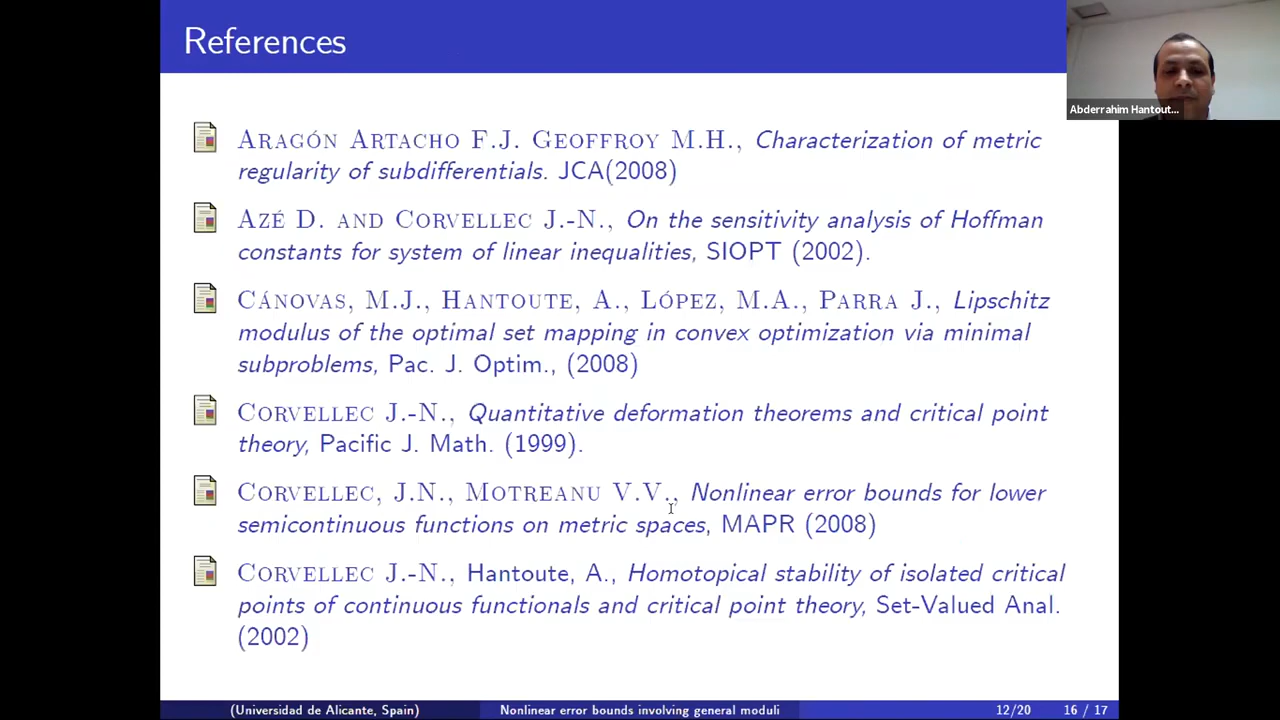 References
Abderrahim Hantout...
ARAGÓN ARTACHO F.J. GEOFFROY M.H., Characterization of metric
regularity of subdifferentials. JCA(2008)
AZÉ D. AND CORVELLEC J.-N., On the sensitivity analysis of Hoffman
constants for system of linear inequalities, SIOPT (2002).
CÁNOVAS, M.J., HANTOUTE, A., LÓPEZ, M.A., PARRA J., Lipschitz
modulus of the optimal set mapping in convex optimization via minimal
subproblems, Pac. J. Optim., (2008)
CORVELLEC J.-N., Quantitative deformation theorems and critical point
theory, Pacific J. Math. (1999).
CORVELLEC, J.N., MOTREANU V.V., Nonlinear error bounds for lower
semicontinuous functions on metric spaces, MAPR (2008)
CORVELLEC J.-N., Hantoute, A., Homotopical stability of isolated critical
points of continuous functionals and critical point theory, Set-Valued Anal.
(2002)
(Universidad de Alicante, Spain) Nonlinear error bounds involving general moduli 12/20 16 / 17